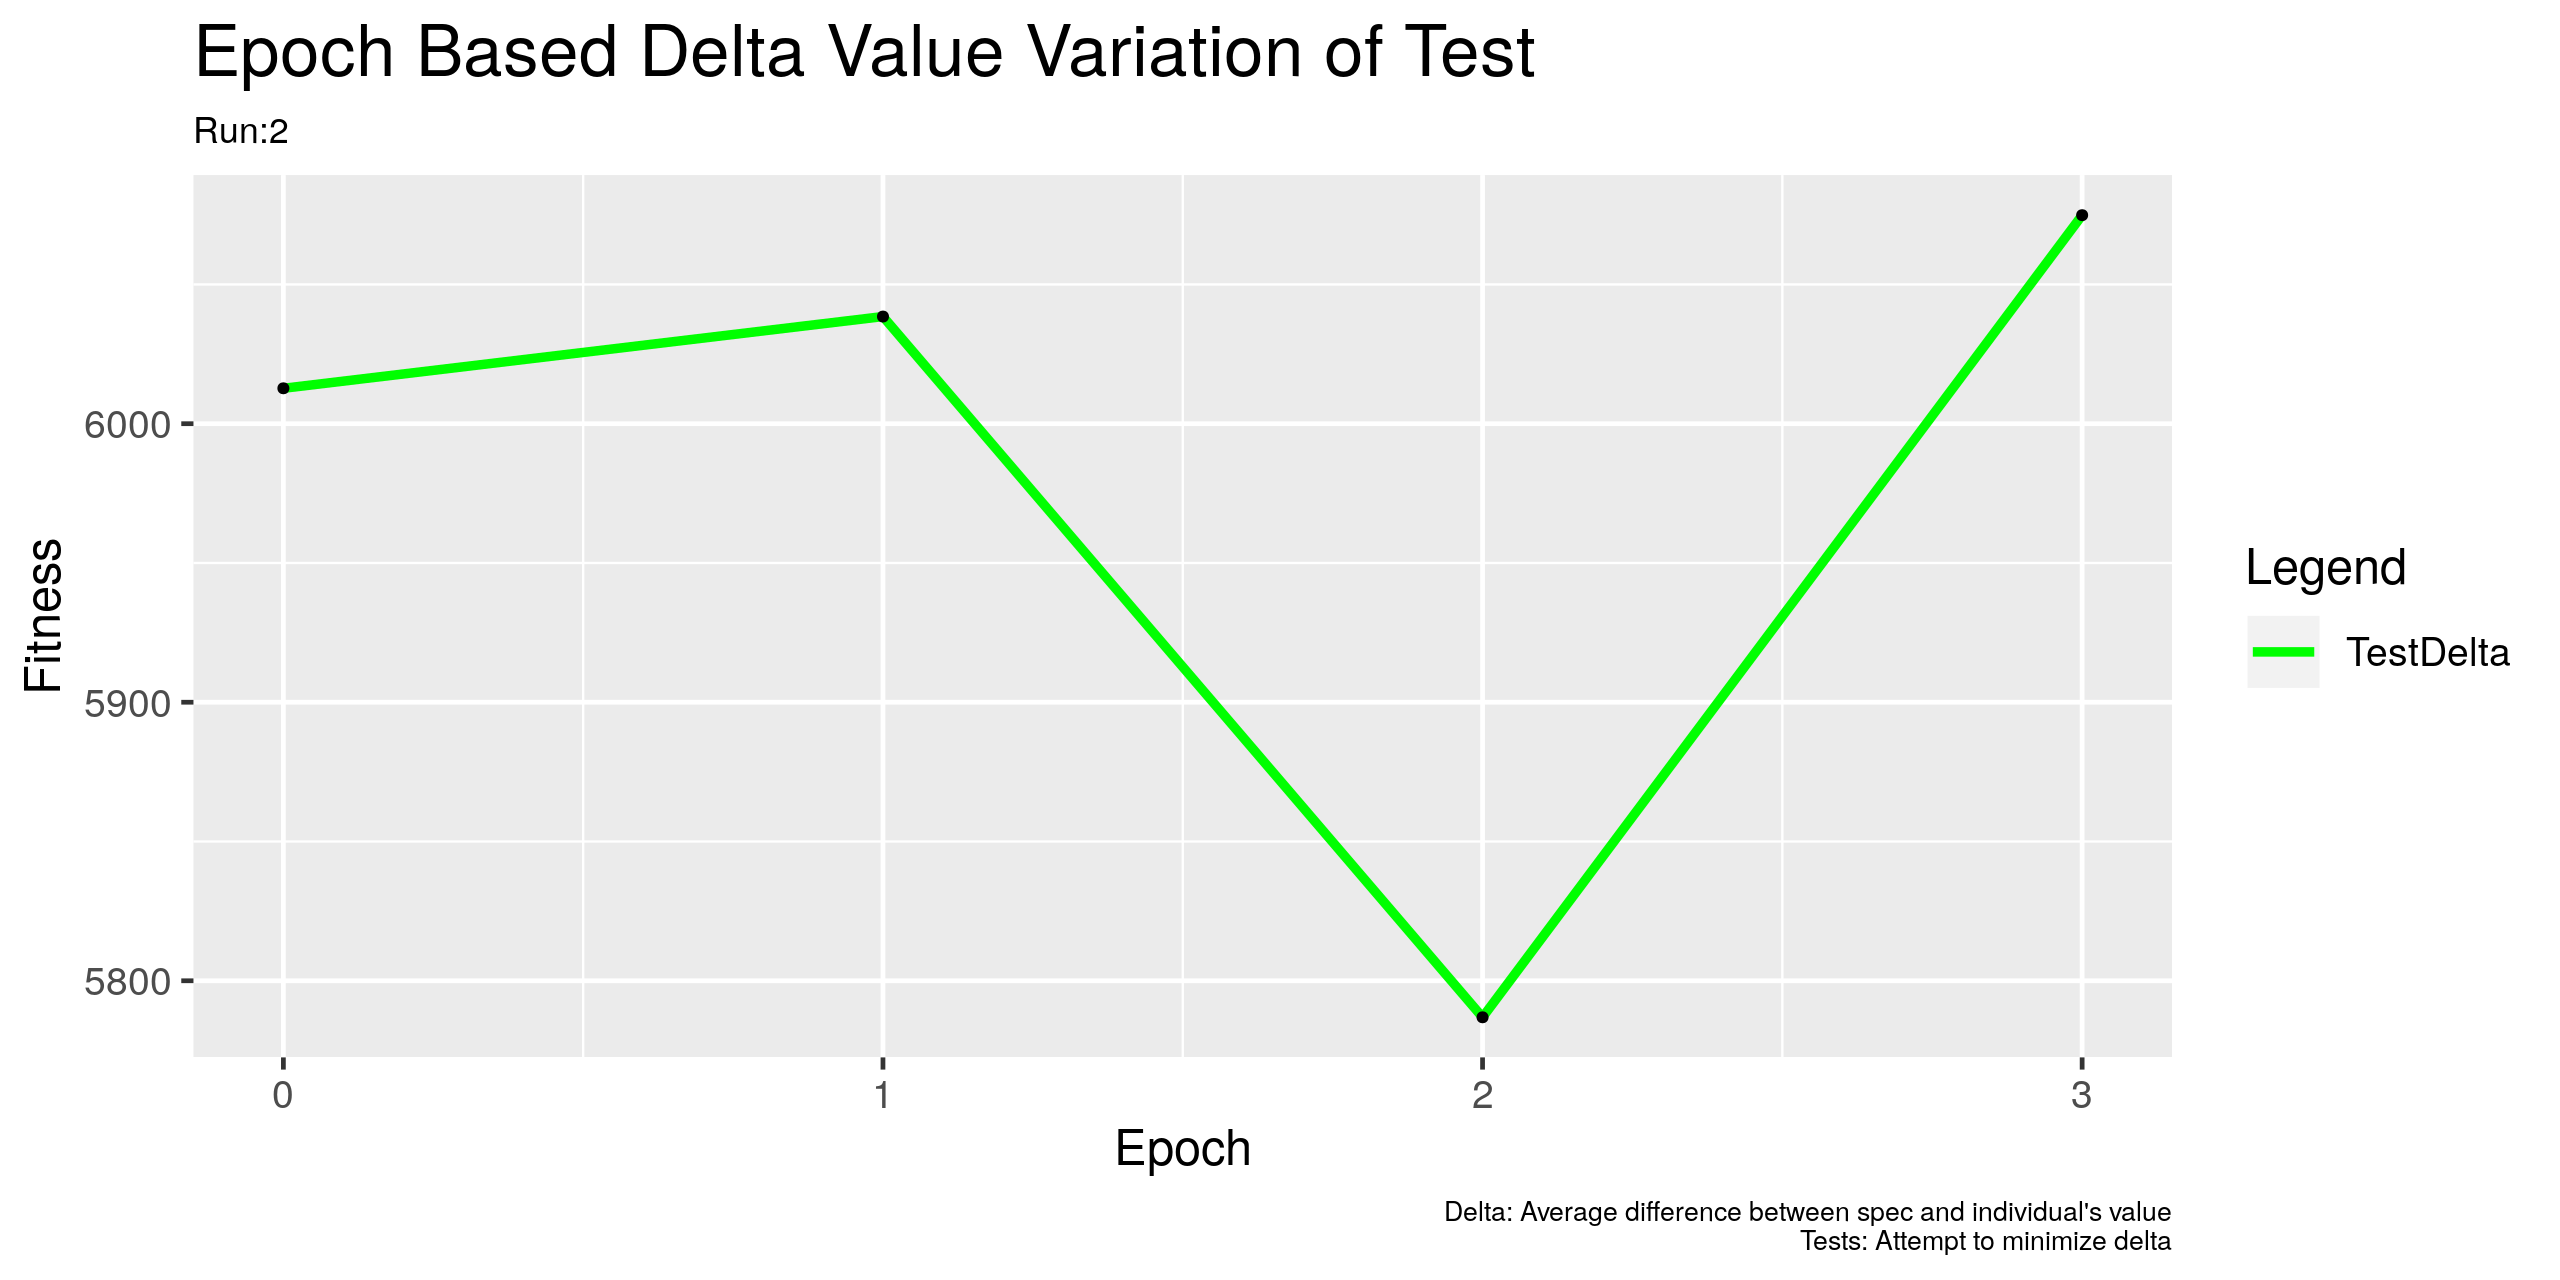 Epoch Based Delta Value Variation of Test
Run:2
Fitness
6000
5900
5800
0
1
2
3
Epoch
Legend
TestDelta
Delta: Average difference between spec and individual's value
Tests: Attempt to minimize delta